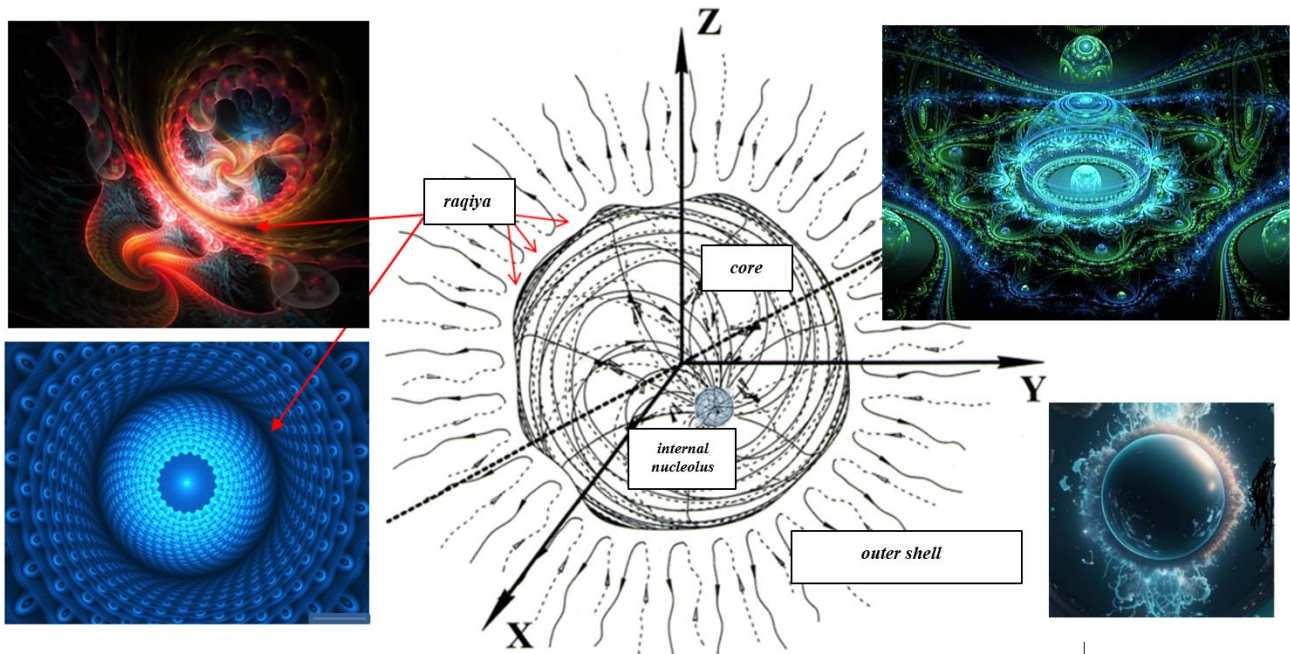 Z
raqiya
core
Y
internal
nucleolus
outer shell
X